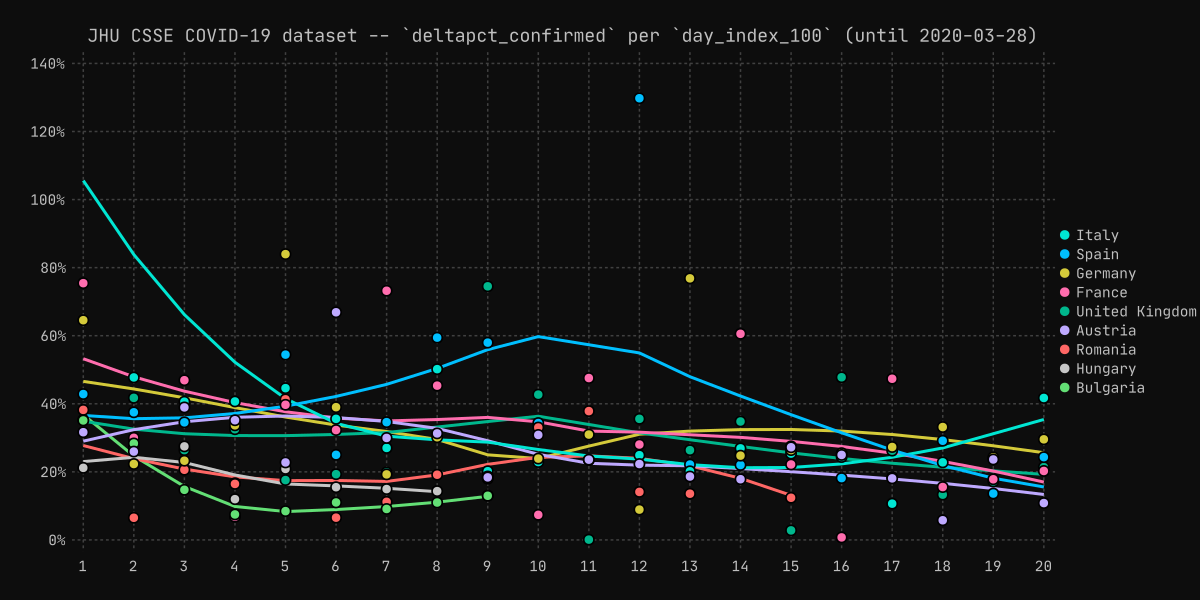 JHU CSSE COVID-19 dataset -- `deltapct_confirmed` per `day_index_100` (until 2020-03-28)
140%
120%
100%
80%
60%
40%
20%
0%
1 2 3 4 5 6 7 8 9 10 11 12 13 14 15 16 17 18 19 20
Italy
Spain
Germany
France
United Kingdom
Austria
Romania
Hungary
Bulgaria